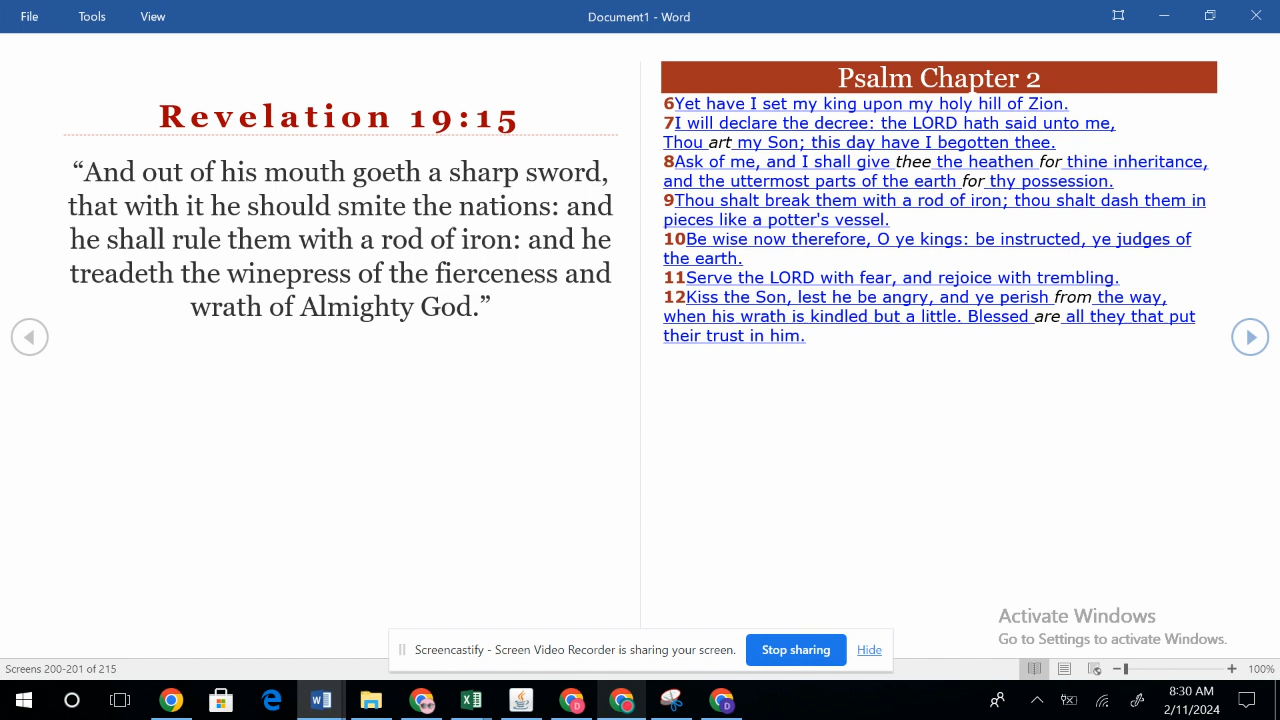 File Tools View Document1 - Word
Revelation 19:15
“And out of his mouth goeth a sharp sword,
that with it he should smite the nations: and
he shall rule them with a rod of iron: and he
treadeth the winepress of the fierceness and
wrath of Almighty God.”
Psalm Chapter 2
6Yet have I set my king upon my holy hill of Zion.
7I will declare the decree: the LORD hath said unto me,
Thou art my Son; this day have I begotten thee.
8Ask of me, and I shall give thee the heathen for thine inheritance,
and the uttermost parts of the earth for thy possession.
9Thou shalt break them with a rod of iron; thou shalt dash them in
pieces like a potter's vessel.
10Be wise now therefore, O ye kings: be instructed, ye judges of
the earth.
11Serve the LORD with fear, and rejoice with trembling.
12Kiss the Son, lest he be angry, and ye perish from the way,
when his wrath is kindled but a little. Blessed are all they that put
their trust in him.
Activate Windows
Go to Settings to activate Windows.
Screencastify - Screen Video Recorder is sharing your screen. Stop sharing Hide
Screens 200-201 of 215
100%
8:30 AM
2/11/2024